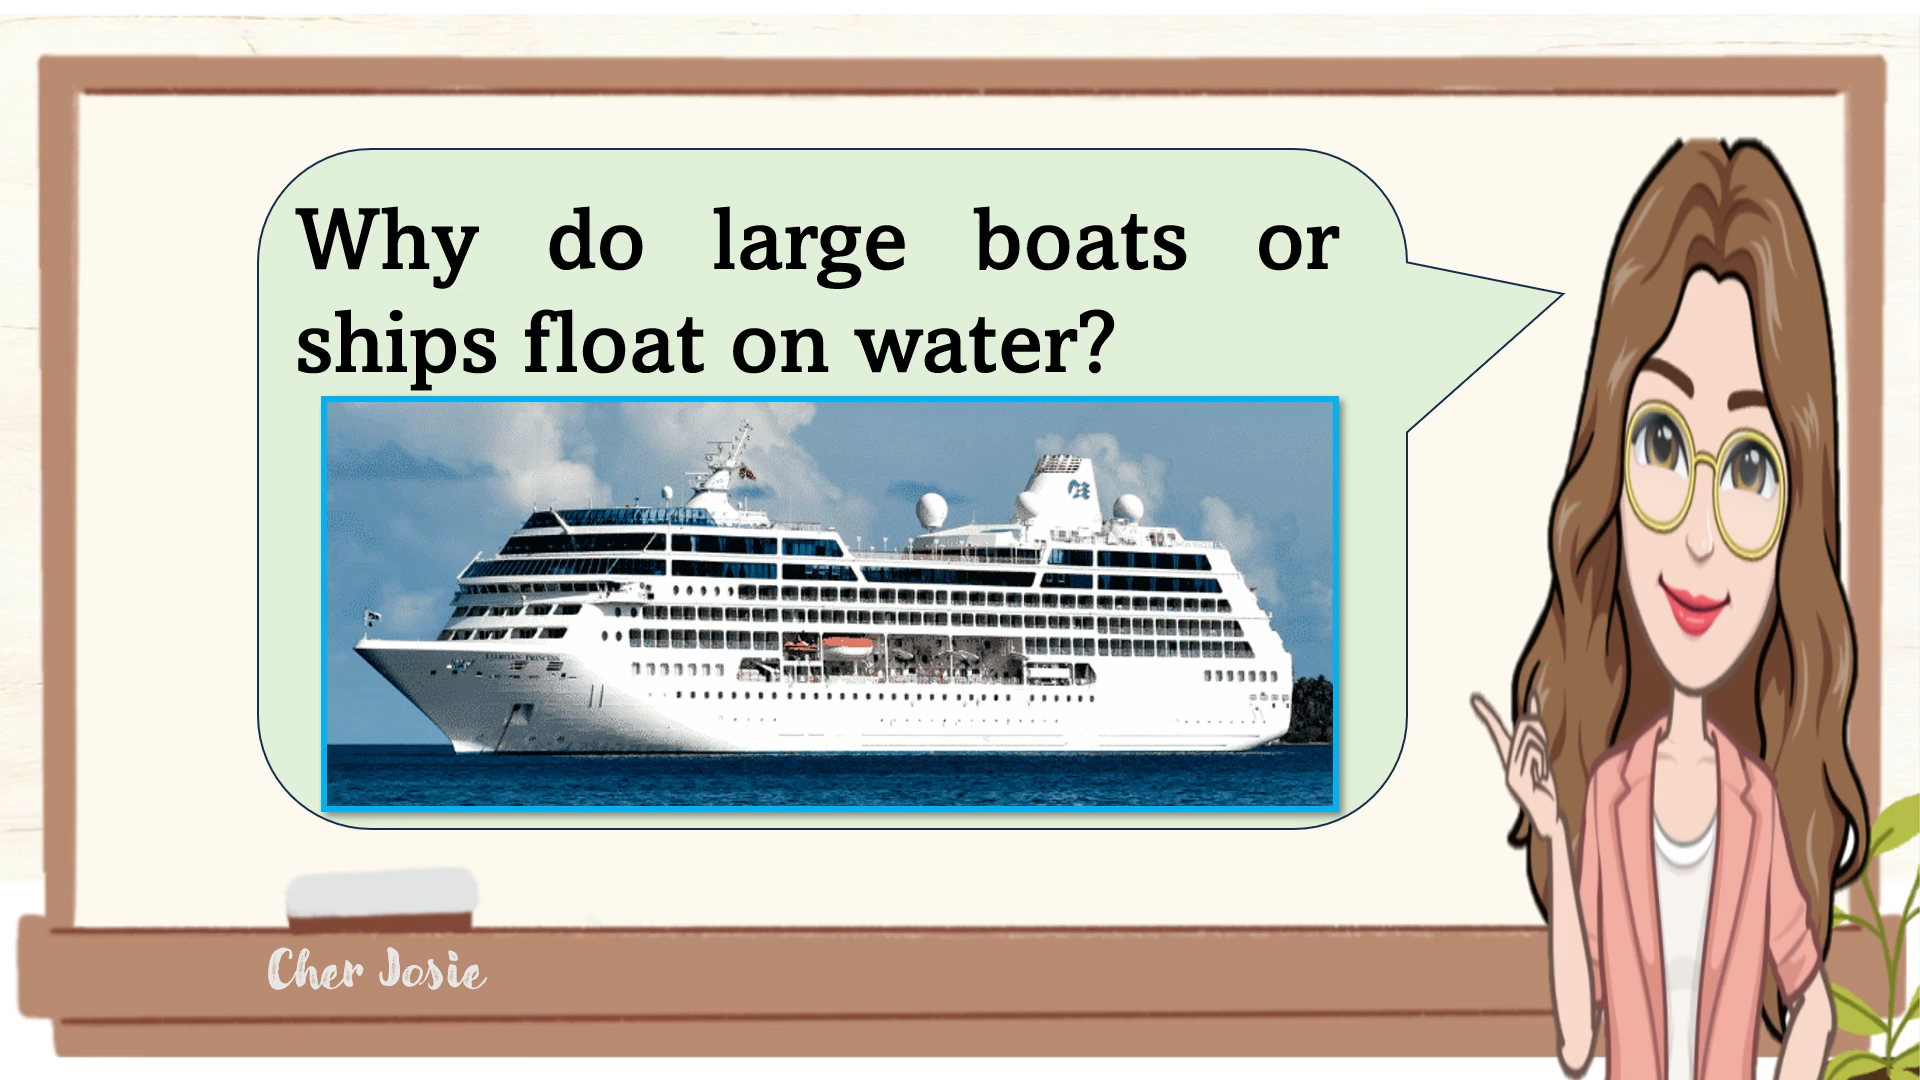 Why do large boats or
ships float on water?
Cher Josie